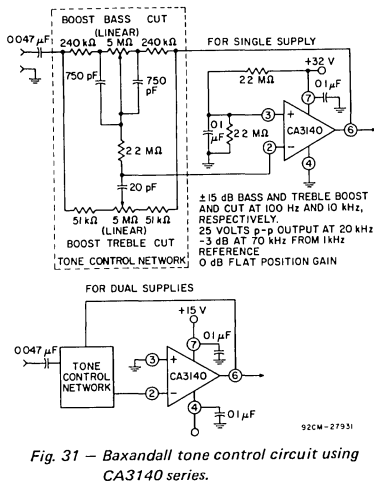 BOOST BASS CUT
(LINEAR)
0.047 µF
240 kΩ 5 MΩ 240 kΩ
750 pF
750 pF
2.2 MΩ
20 pF
51 kΩ 5 MΩ 51 kΩ
(LINEAR)
BOOST TREBLE CUT
TONE CONTROL NETWORK
FOR SINGLE SUPPLY
+32 V
2.2 MΩ
0.1 µF
7
3
+
0.1 µF
2.2 MΩ
CA3140
6
2
−
4
±15 dB BASS AND TREBLE BOOST
AND CUT AT 100 Hz AND 10 kHz,
RESPECTIVELY.
25 VOLTS p-p OUTPUT AT 20 kHz
-3 dB AT 70 kHz FROM 1kHz
REFERENCE
0 dB FLAT POSITION GAIN
FOR DUAL SUPPLIES
+15 V
0.1 µF
7
0.047 µF
3
+
TONE
CONTROL
NETWORK
CA3140
6
2
−
4
0.1 µF
-15 V
92CM-27931
Fig. 31 — Baxandall tone control circuit using
CA3140 series.